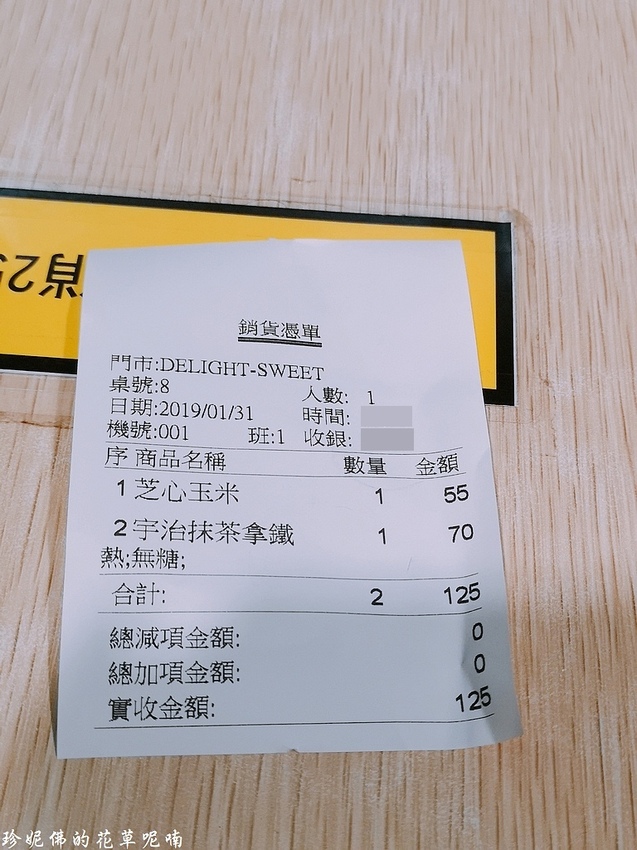 省2
銷貨憑單
門市:DELIGHT-SWEET
桌號:8 人數: 1
日期:2019/01/31 時間:
機號:001 班:1 收銀:
序 商品名稱 數量 金額
1 芝心玉米 1 55
2 宇治抹茶拿鐵 1 70
熱;無糖;
合計: 2 125
總減項金額: 0
總加項金額: 0
實收金額: 125
珍妮佛的花草呢喃